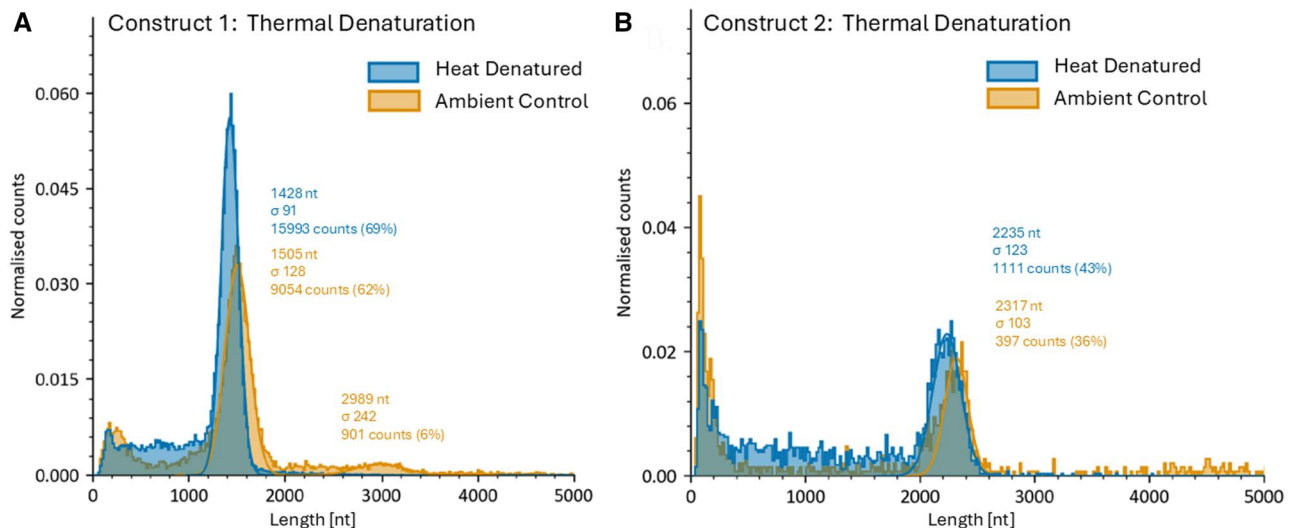 A
Construct 1: Thermal Denaturation
Heat Denatured
Ambient Control
1428 nt
σ 91
15993 counts (69%)
1505 nt
σ 128
9054 counts (62%)
2989 nt
σ 242
901 counts (6%)
Normalised counts
0.060
0.045
0.030
0.015
0.000
0
1000
2000
3000
4000
5000
Length [nt]
B
B
Construct 2: Thermal Denaturation
Heat Denatured
Ambient Control
2235 nt
σ 123
1111 counts (43%)
2317 nt
σ 103
397 counts (36%)
Normalised counts
0.06
0.04
0.02
0.00
0
1000
2000
3000
4000
5000
Length [nt]